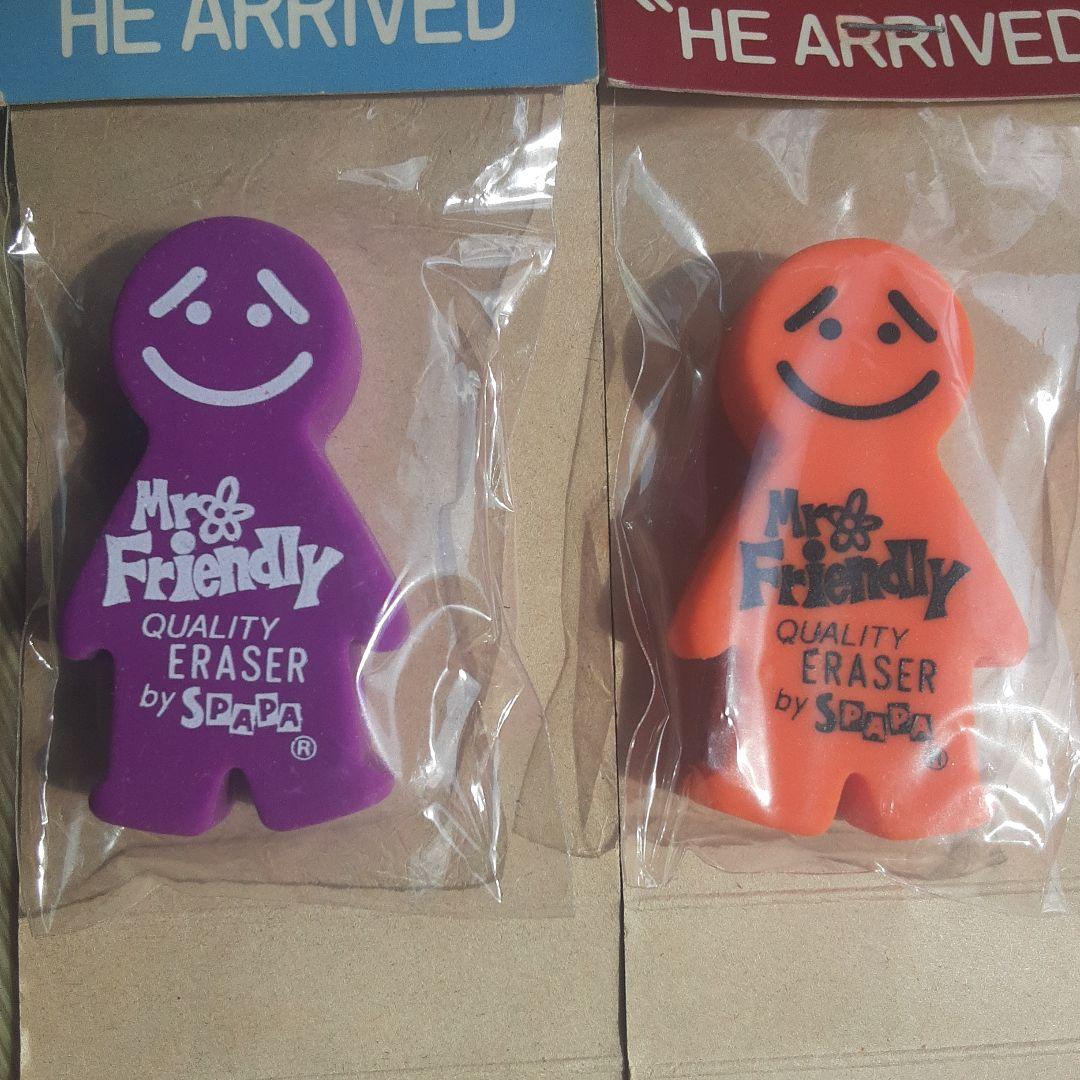 HE ARRIVED
"HE ARRIVED
Mr
Friendly
QUALITY
ERASER
by SPAPA
®
Mr
Friendly
QUALITY
ERASER
by SPAPA
®